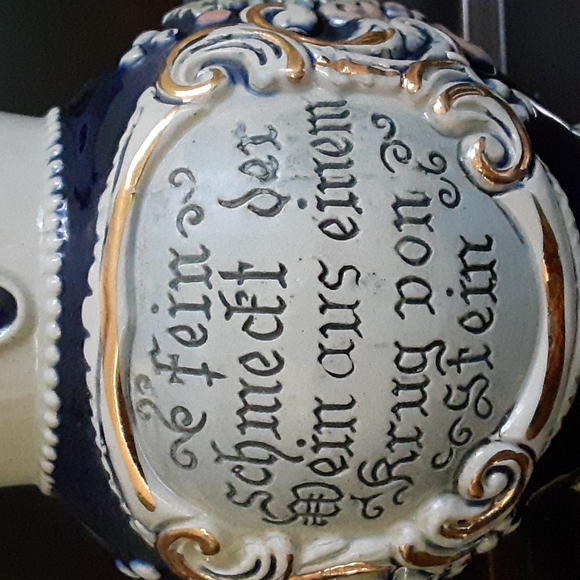 Fein
schmeckt der
Wein aus einem
Krug von
Stein